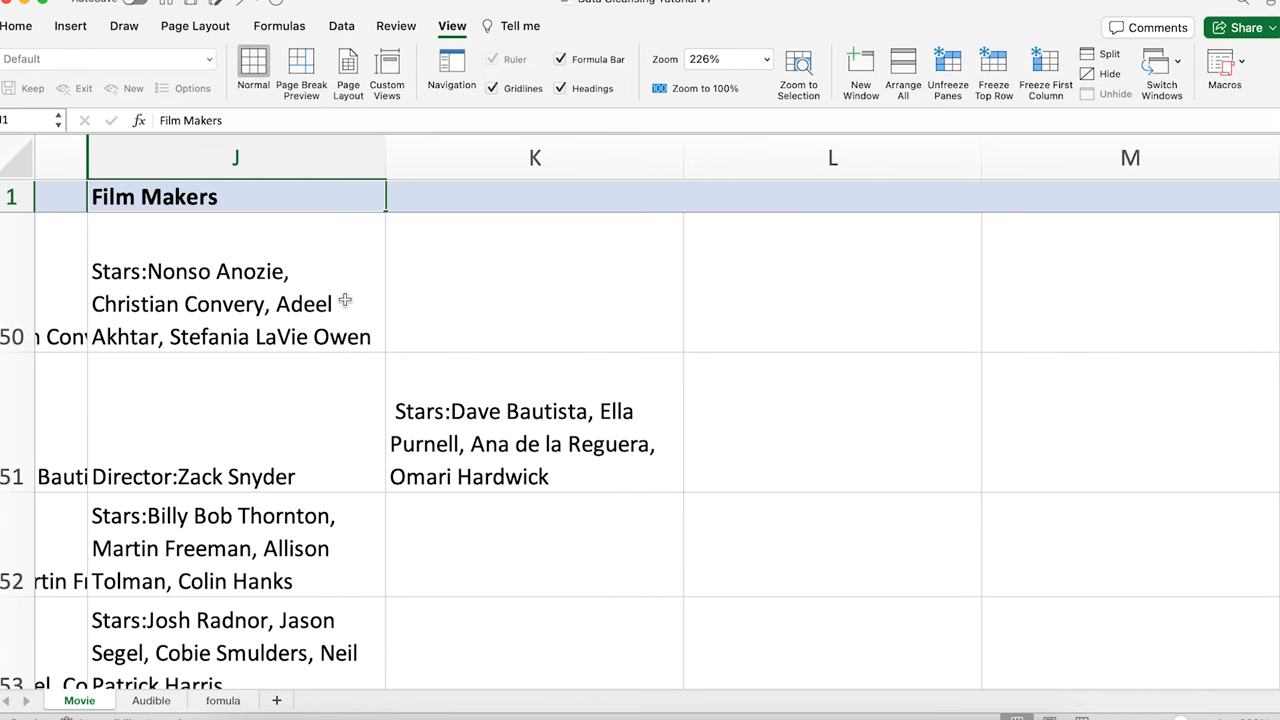 Data Cleansing Tutorial V1
Home Insert Draw Page Layout Formulas Data Review View Tell me
Comments Share
Default
Keep Exit New Options
Normal Page Break Preview Page Layout Custom Views
Navigation
Ruler Formula Bar
Gridlines Headings
Zoom 226%
Zoom to 100%
Zoom to Selection
New Window Arrange All Unfreeze Panes Freeze Top Row Freeze First Column
Split
Hide
Unhide
Switch Windows
Macros
fx Film Makers
J K L M
1 Film Makers
Stars:Nonso Anozie,
Christian Convery, Adeel
50 Akhtar, Stefania LaVie Owen
Stars:Dave Bautista, Ella
Purnell, Ana de la Reguera,
51 Bauti Director:Zack Snyder Omari Hardwick
Stars:Billy Bob Thornton,
Martin Freeman, Allison
52 Tolman, Colin Hanks
Stars:Josh Radnor, Jason
Segel, Cobie Smulders, Neil
53 Patrick Harris
Movie Audible fomula